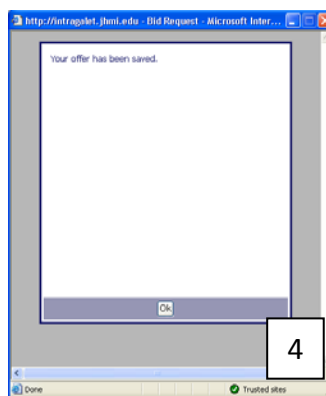 http://intragalet.jhmi.edu - Bid Request - Microsoft Inter...
Your offer has been saved.
Ok
4
Done
Trusted sites